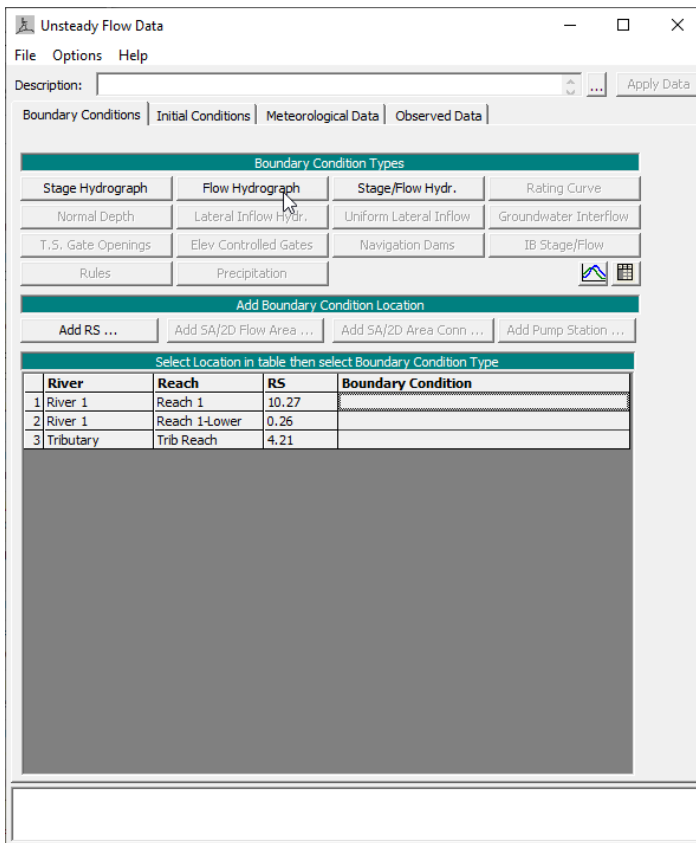 Unsteady Flow Data
File Options Help
Description: ... Apply Data
Boundary Conditions Initial Conditions Meteorological Data Observed Data
Boundary Condition Types
Stage Hydrograph Flow Hydrograph Stage/Flow Hydr. Rating Curve
Normal Depth Lateral Inflow Hydr. Uniform Lateral Inflow Groundwater Interflow
T.S. Gate Openings Elev Controlled Gates Navigation Dams IB Stage/Flow
Rules Precipitation
Add Boundary Condition Location
Add RS ... Add SA/2D Flow Area ... Add SA/2D Area Conn ... Add Pump Station ...
Select Location in table then select Boundary Condition Type
River Reach RS Boundary Condition
1 River 1 Reach 1 10.27
2 River 1 Reach 1-Lower 0.26
3 Tributary Trib Reach 4.21